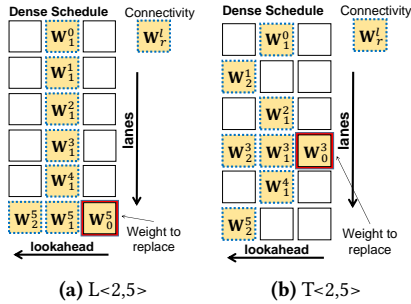 Dense Schedule
Connectivity
W_1^0
W_r^l
W_1^1
W_1^2
W_1^3
W_1^4
W_2^5 W_1^5 W_0^5
lanes
Weight to
replace
lookahead
(a) L<2,5>
Dense Schedule
Connectivity
W_1^0
W_r^l
W_2^1
W_1^2
W_2^3 W_1^3 W_0^3
W_1^4
W_2^5
lanes
Weight to
replace
lookahead
(b) T<2,5>